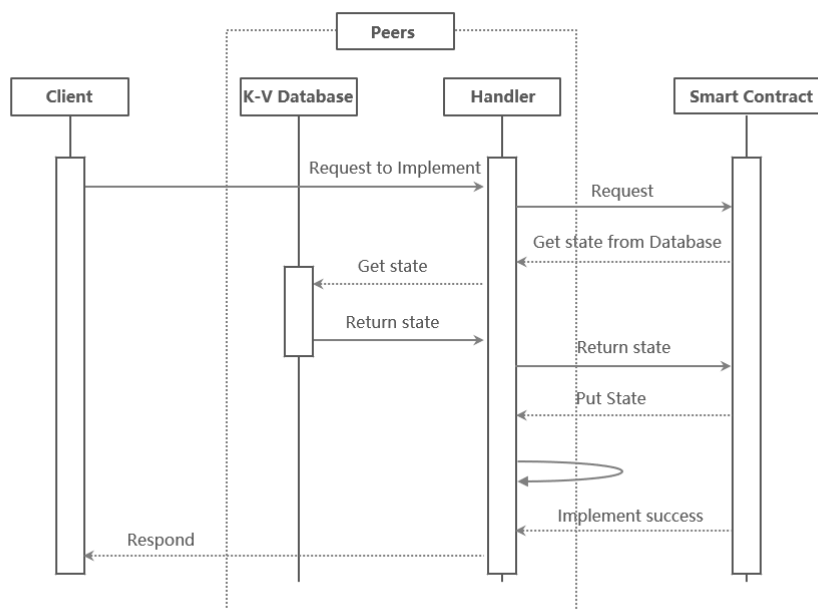 Peers
Client
K-V Database
Handler
Smart Contract
Request to Implement
Request
Get state from Database
Get state
Return state
Return state
Put State
Implement success
Respond